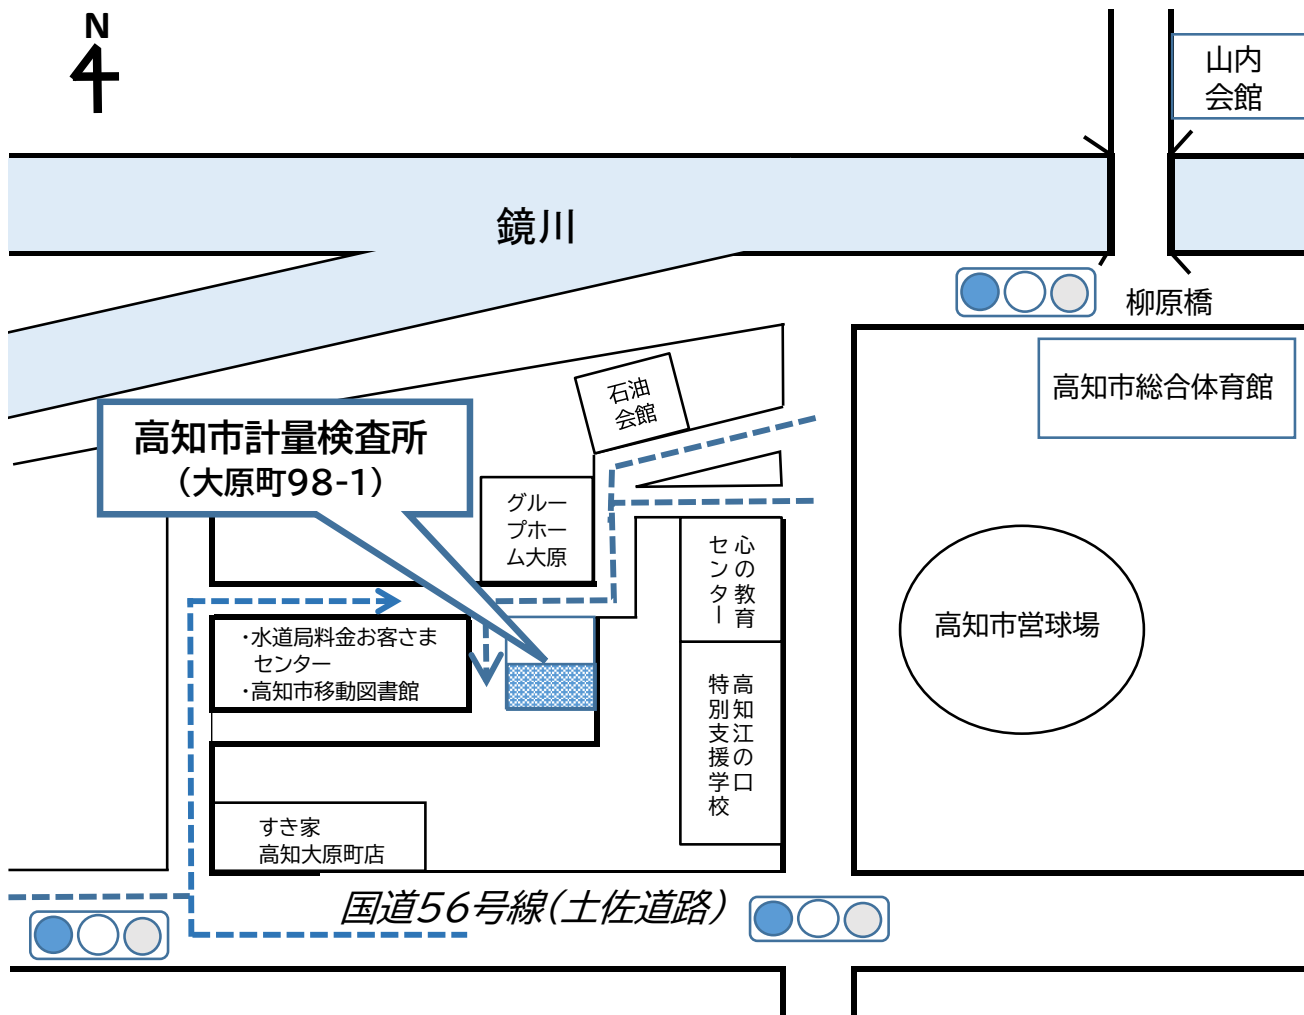 N
山内
会館
鏡川
柳原橋
高知市総合体育館
石油
会館
高知市計量検査所
（大原町98-1）
グルー
プホー
ム大原
心の教育
センター
・水道局料金お客さま
センター
・高知市移動図書館
高知市営球場
高知江の口
特別支援学校
すき家
高知大原町店
国道56号線(土佐道路)